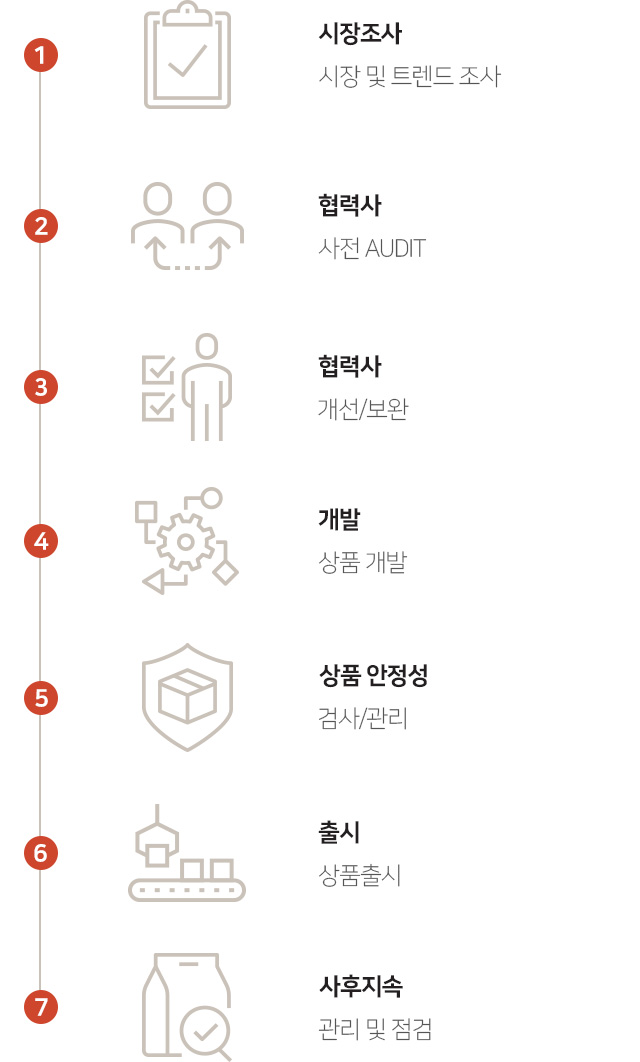 1
시장조사
시장 및 트렌드 조사
2
협력사
사전 AUDIT
3
협력사
개선/보완
4
개발
상품 개발
5
상품 안정성
검사/관리
6
출시
상품출시
7
사후지속
관리 및 점검